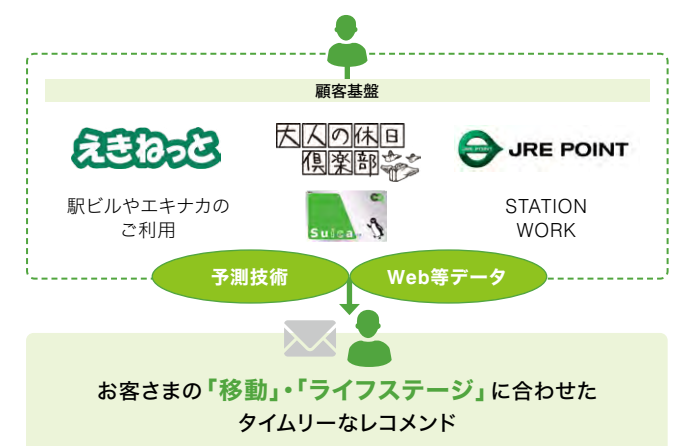 顧客基盤
えきねっと
大人の休日
倶楽部
JRE POINT
駅ビルやエキナカの
ご利用
Suica
STATION
WORK
予測技術
Web等データ
お客さまの「移動」・「ライフステージ」に合わせた
タイムリーなレコメンド